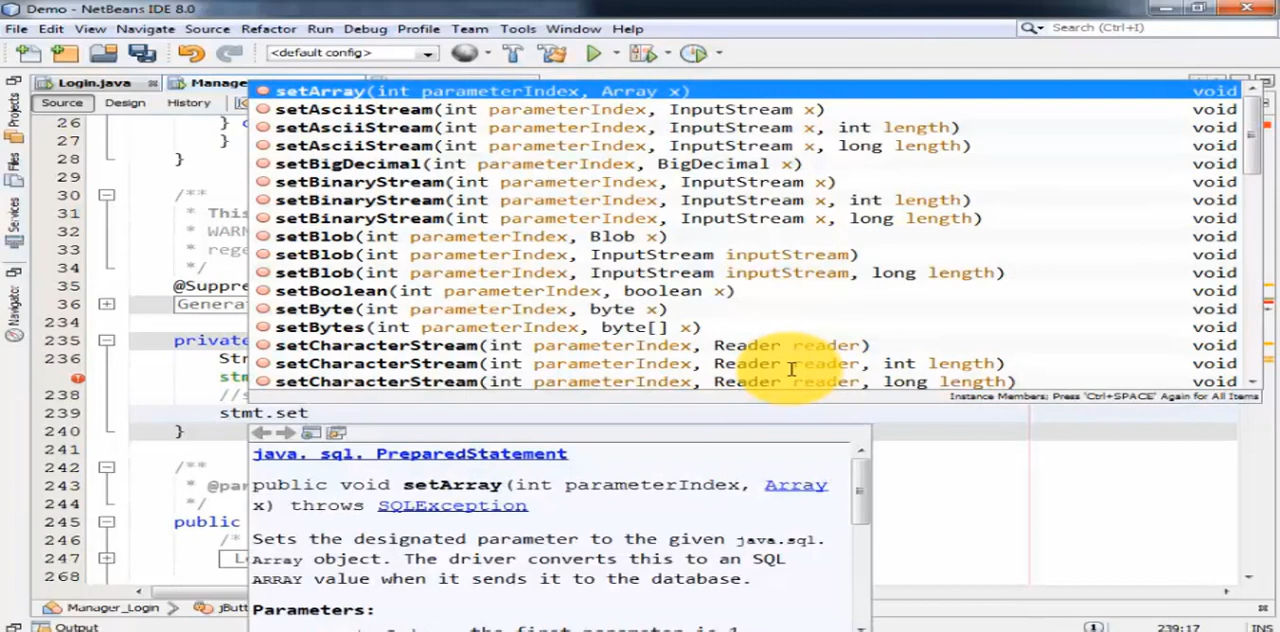 Demo - NetBeans IDE 8.0
File Edit View Navigate Source Refactor Run Debug Profile Team Tools Window Help
Search (Ctrl+I)
<default config>
Login.java
Manage
Source Design History
Projects
Files
Services
Navigator
setArray(int parameterIndex, Array x) void
setAsciiStream(int parameterIndex, InputStream x) void
setAsciiStream(int parameterIndex, InputStream x, int length) void
setAsciiStream(int parameterIndex, InputStream x, long length) void
setBigDecimal(int parameterIndex, BigDecimal x) void
setBinaryStream(int parameterIndex, InputStream x) void
setBinaryStream(int parameterIndex, InputStream x, int length) void
setBinaryStream(int parameterIndex, InputStream x, long length) void
setBlob(int parameterIndex, Blob x) void
setBlob(int parameterIndex, InputStream inputStream) void
setBlob(int parameterIndex, InputStream inputStream, long length) void
setBoolean(int parameterIndex, boolean x) void
setByte(int parameterIndex, byte x) void
setBytes(int parameterIndex, byte[] x) void
setCharacterStream(int parameterIndex, Reader reader) void
setCharacterStream(int parameterIndex, Reader reader, int length) void
setCharacterStream(int parameterIndex, Reader reader, long length) void
Instance Members; Press 'Ctrl+SPACE' Again for All Items
26 } c
27 }
28 }
29
30 /**
31 * This
32 * WARN
33 * rege
34 */
35 @Suppre
36 Genera
234
235 private
236 Str
stm
238 //s
239 stmt.set
240 }
241
242 /**
243 * @pa
244 */
245 public
246 /*
247 L
268
java. sql. PreparedStatement
public void setArray(int parameterIndex, Array
x) throws SQLException
Sets the designated parameter to the given java.sql.
Array object. The driver converts this to an SQL
ARRAY value when it sends it to the database.
Parameters:
the first parameter is 1
Manager_Login
jButt
Output
239:17 INS